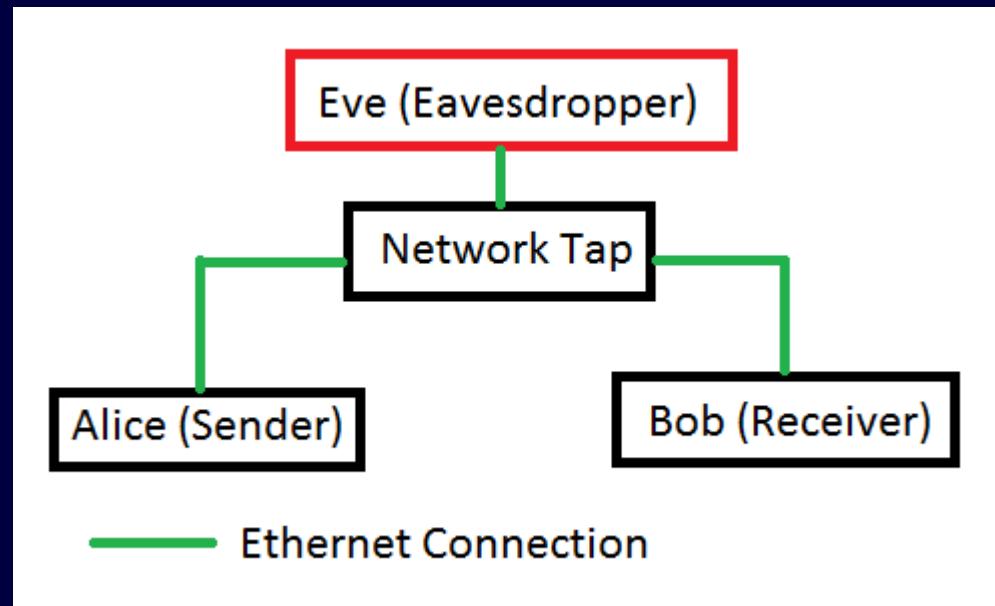 Eve (Eavesdropper)
Network Tap
Alice (Sender)
Bob (Receiver)
Ethernet Connection